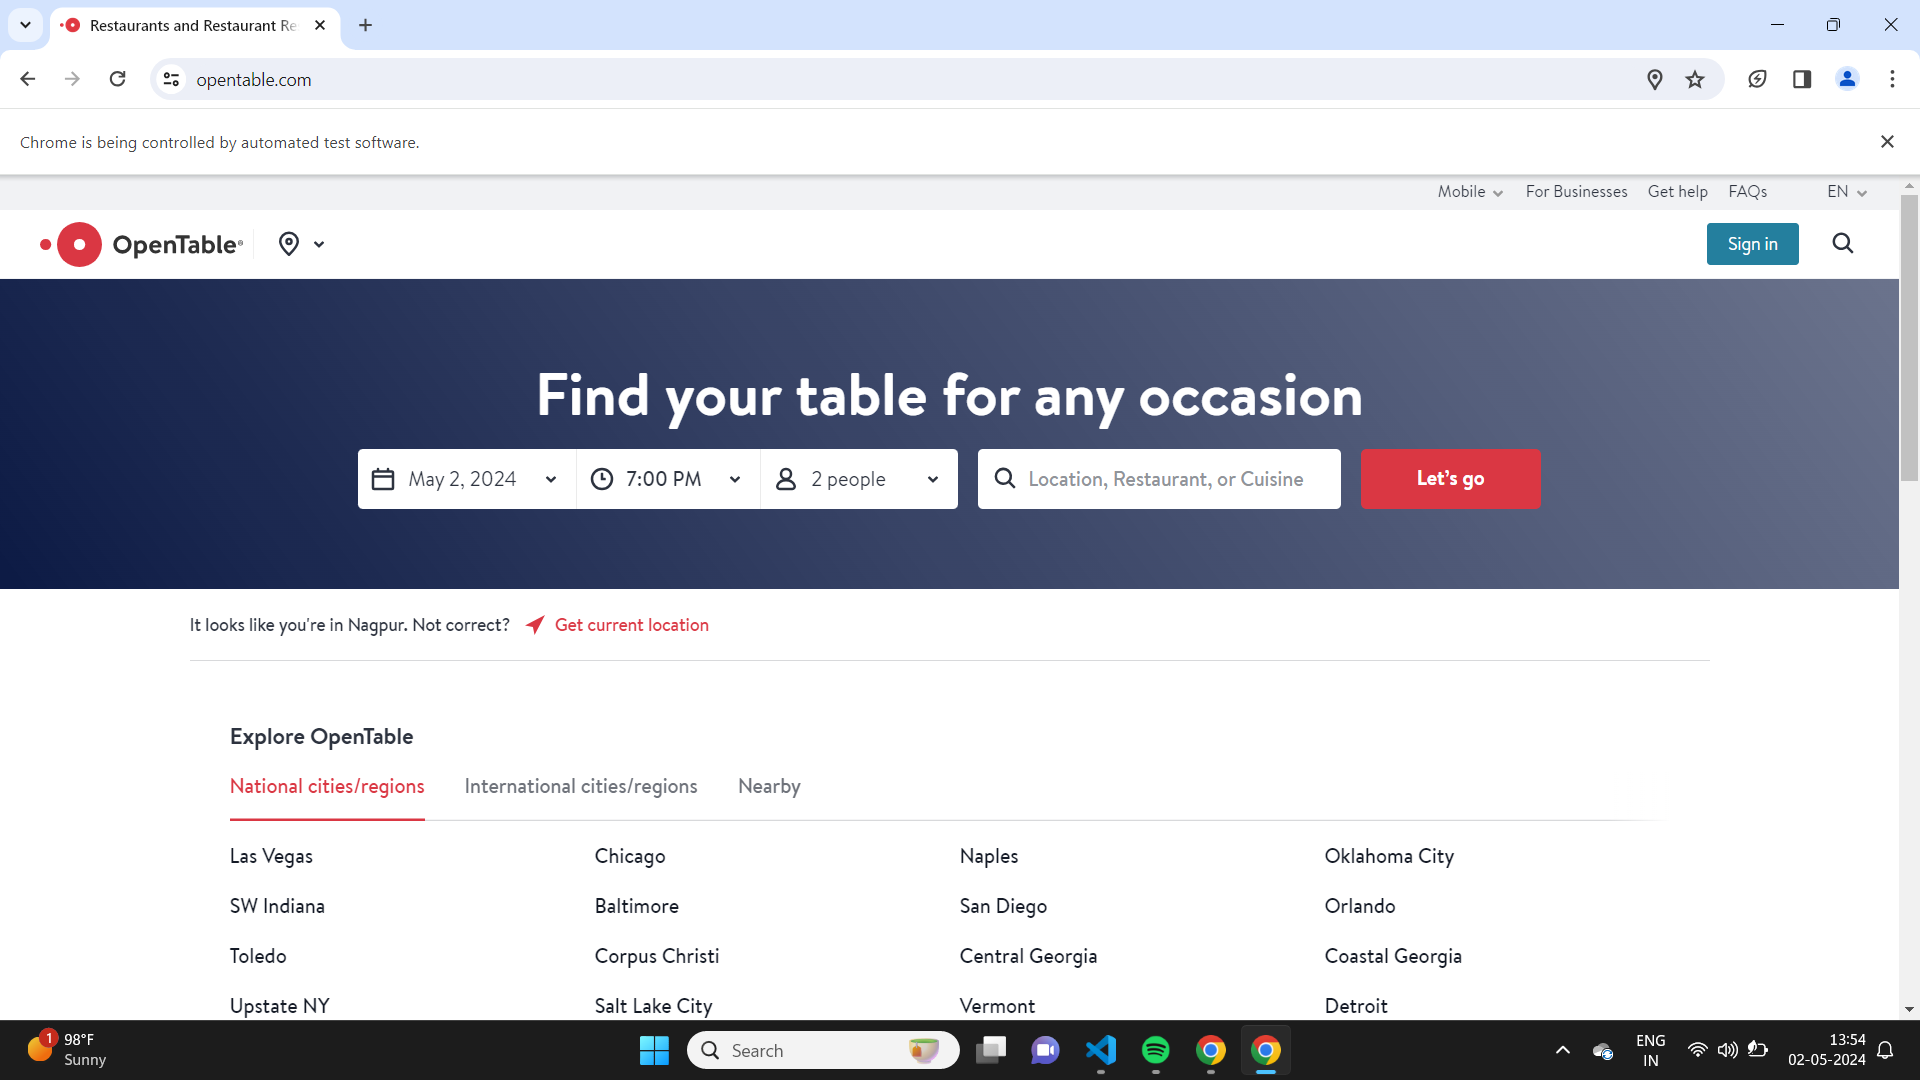 Restaurants and Restaurant Re
opentable.com
Chrome is being controlled by automated test software.
Mobile For Businesses Get help FAQs EN
OpenTable® Sign in
Find your table for any occasion
May 2, 2024 7:00 PM 2 people Location, Restaurant, or Cuisine Let's go
It looks like you're in Nagpur. Not correct? Get current location
Explore OpenTable
National cities/regions International cities/regions Nearby
Las Vegas Chicago Naples Oklahoma City
SW Indiana Baltimore San Diego Orlando
Toledo Corpus Christi Central Georgia Coastal Georgia
Upstate NY Salt Lake City Vermont Detroit
1 98°F
Sunny
Search
ENG
IN
13:54
02-05-2024